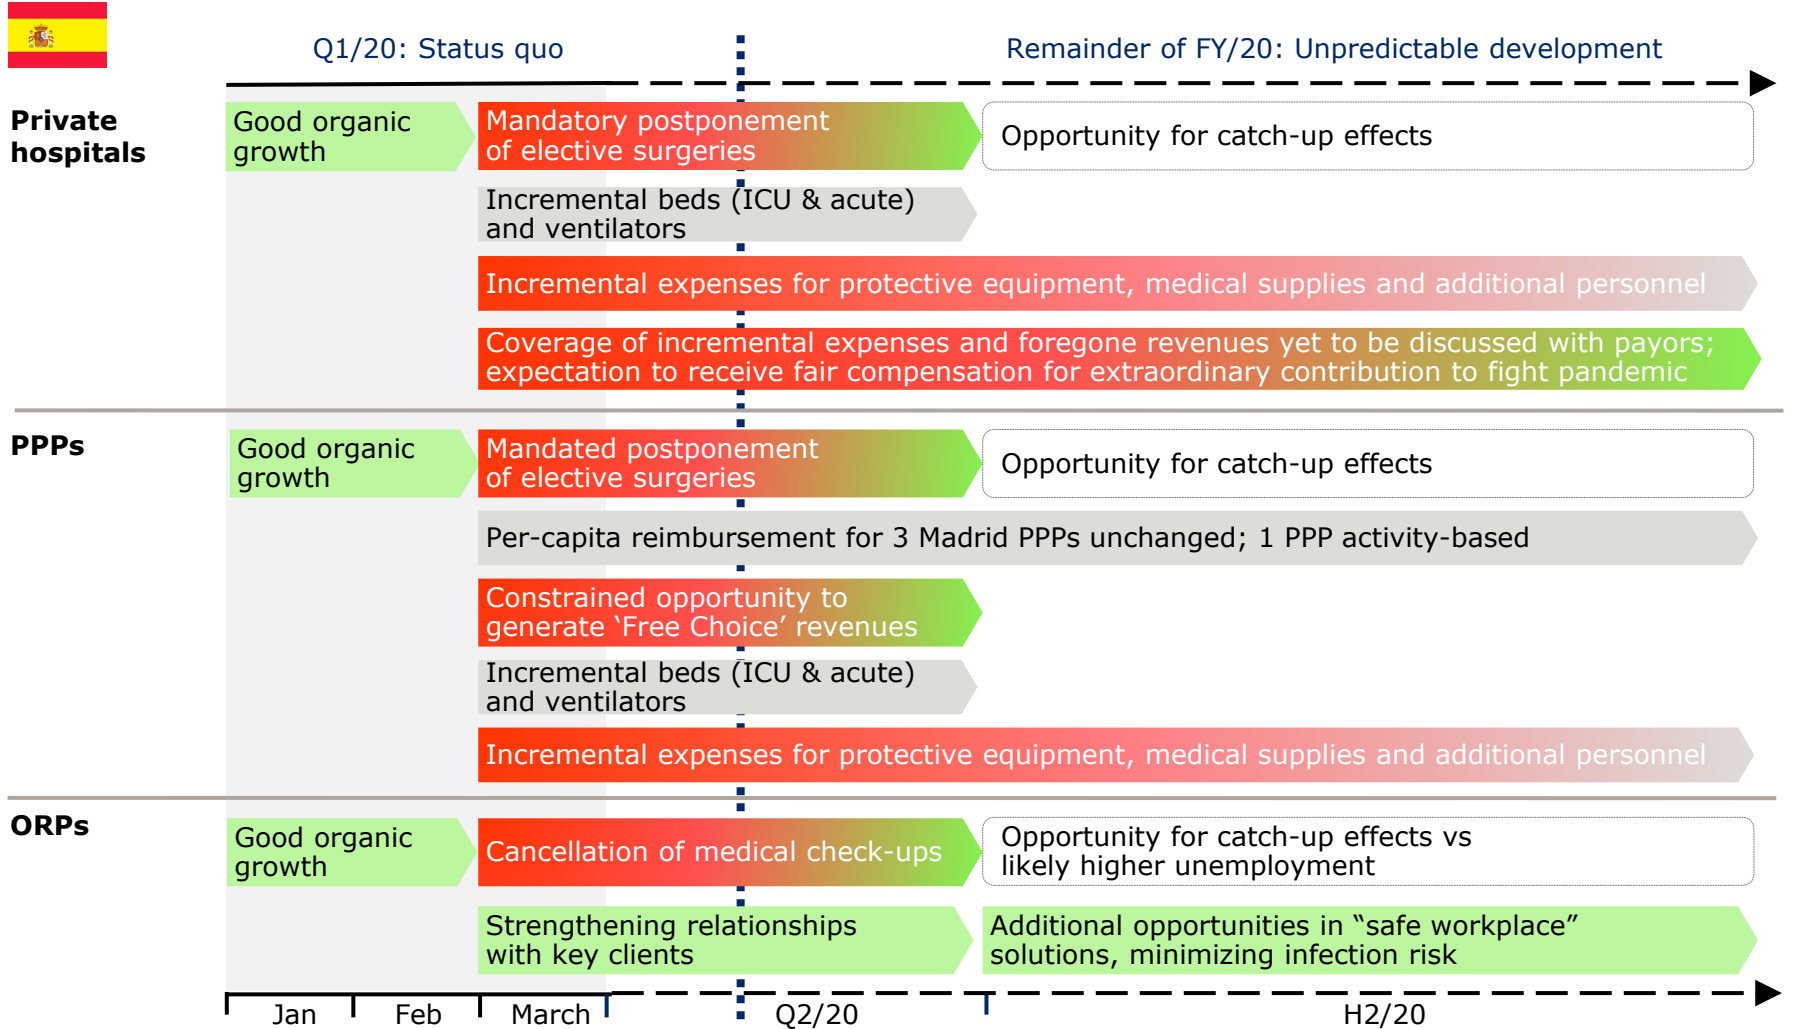 Q1/20: Status quo
Remainder of FY/20: Unpredictable development
Private
hospitals
Good organic
growth
Mandatory postponement
of elective surgeries
Opportunity for catch-up effects
Incremental beds (ICU & acute)
and ventilators
Incremental expenses for protective equipment, medical supplies and additional personnel
Coverage of incremental expenses and foregone revenues yet to be discussed with payors;
expectation to receive fair compensation for extraordinary contribution to fight pandemic
PPPs
Good organic
growth
Mandated postponement
of elective surgeries
Opportunity for catch-up effects
Per-capita reimbursement for 3 Madrid PPPs unchanged; 1 PPP activity-based
Constrained opportunity to
generate ‘Free Choice’ revenues
Incremental beds (ICU & acute)
and ventilators
Incremental expenses for protective equipment, medical supplies and additional personnel
ORPs
Good organic
growth
Cancellation of medical check-ups
Opportunity for catch-up effects vs
likely higher unemployment
Strengthening relationships
with key clients
Additional opportunities in “safe workplace”
solutions, minimizing infection risk
Jan
Feb
March
Q2/20
H2/20